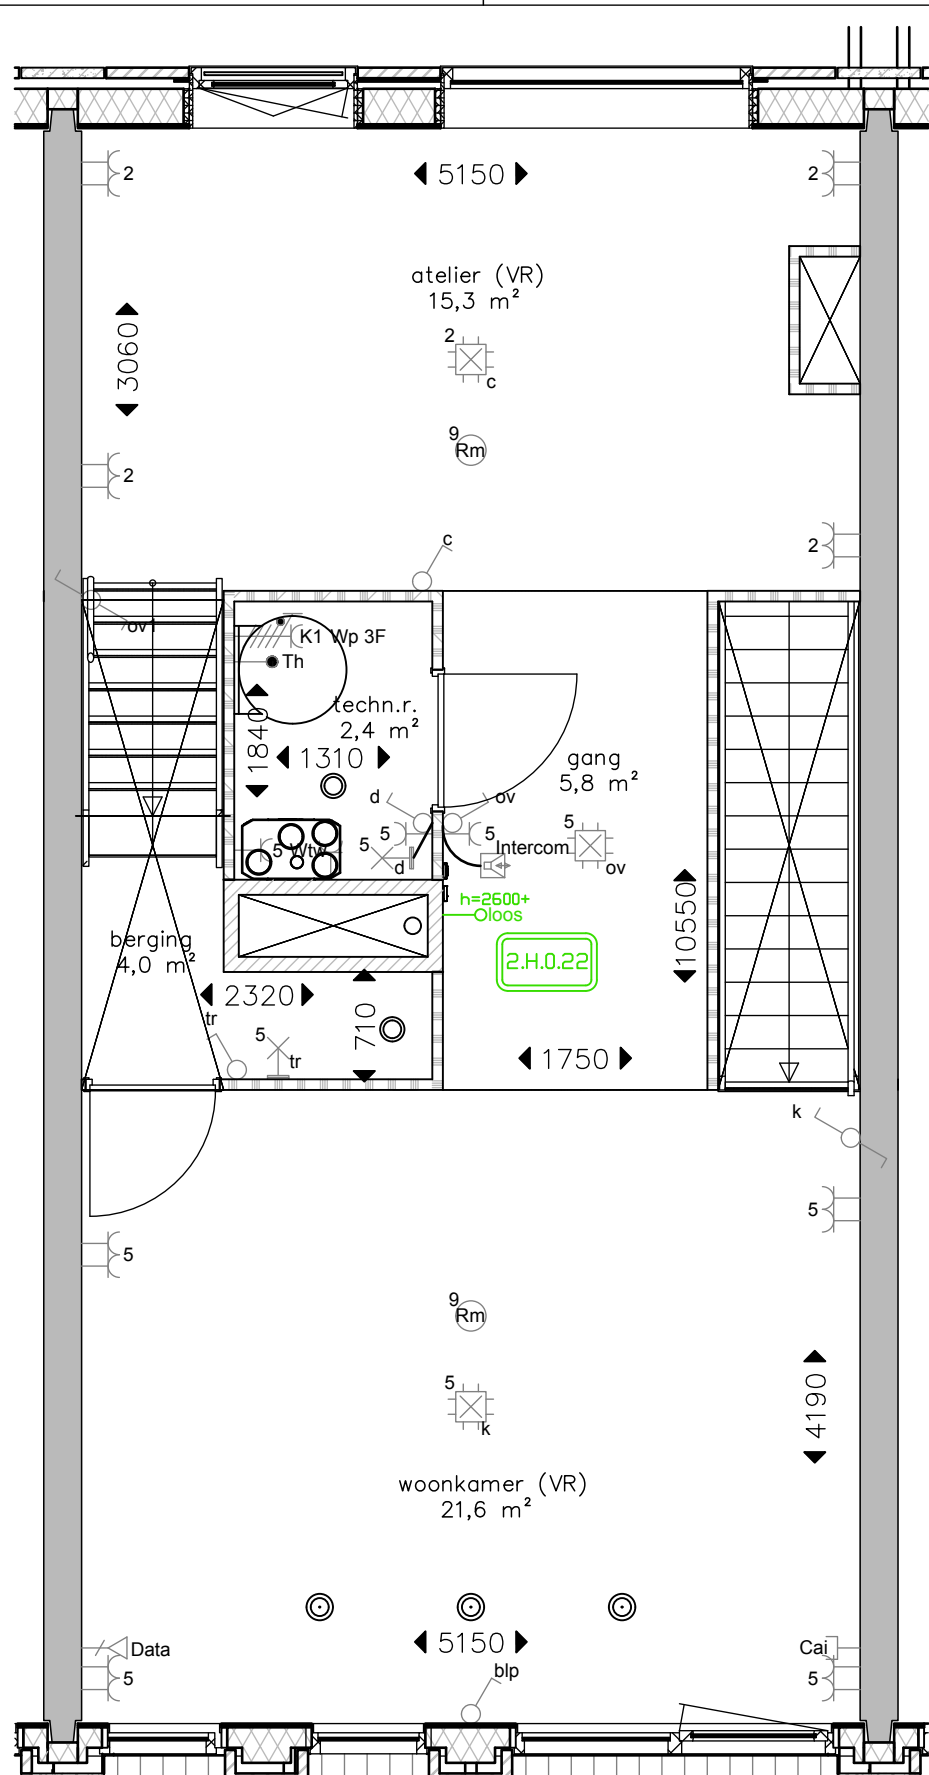 2
5150
2
atelier (VR)
15,3 m²
3060
2
c
9
Rm
2
2
c
ov1
K1 Wp 3F
Th
techn.r.
2,4 m²
1840
1310
gang
5,8 m²
d
ov
5
5
5
5
Intercom
5 Wtw
d
ov
h=2600+
Oloos
10550
berging
4,0 m²
2.H.0.22
2320
710
tr
5
tr
1750
k
5
5
9
Rm
5
k
4190
woonkamer (VR)
21,6 m²
Data
5150
Cai
5
blp
5